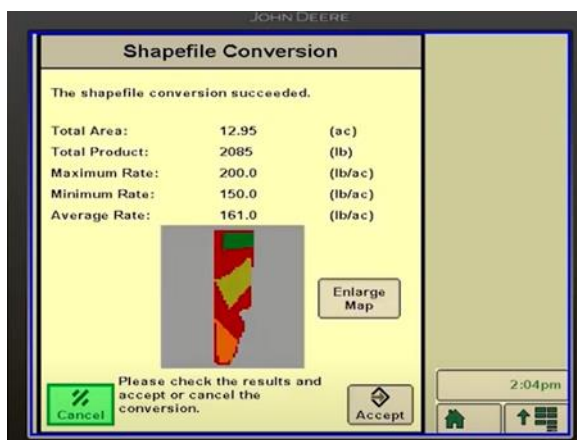 JOHN DEERE
Shapefile Conversion
The shapefile conversion succeeded.
Total Area: 12.95 (ac)
Total Product: 2085 (lb)
Maximum Rate: 200.0 (lb/ac)
Minimum Rate: 150.0 (lb/ac)
Average Rate: 161.0 (lb/ac)
Enlarge
Map
Please check the results and
accept or cancel the
conversion.
Cancel
Accept
2:04pm